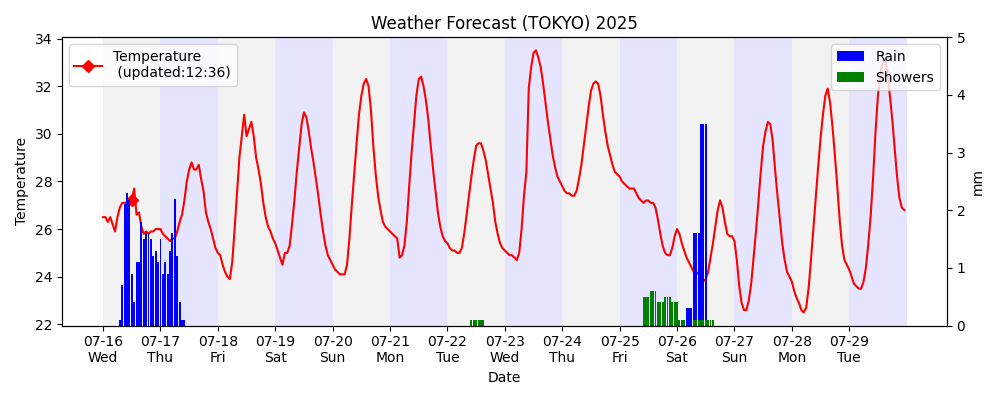 Weather Forecast (TOKYO) 2025
Temperature
(updated:12:36)
Rain
Showers
34
32
30
28
26
24
22
Temperature
5
4
3
2
1
0
mm
07-16 07-17 07-18 07-19 07-20 07-21 07-22 07-23 07-24 07-25 07-26 07-27 07-28 07-29
Wed Thu Fri Sat Sun Mon Tue Wed Thu Fri Sat Sun Mon Tue
Date